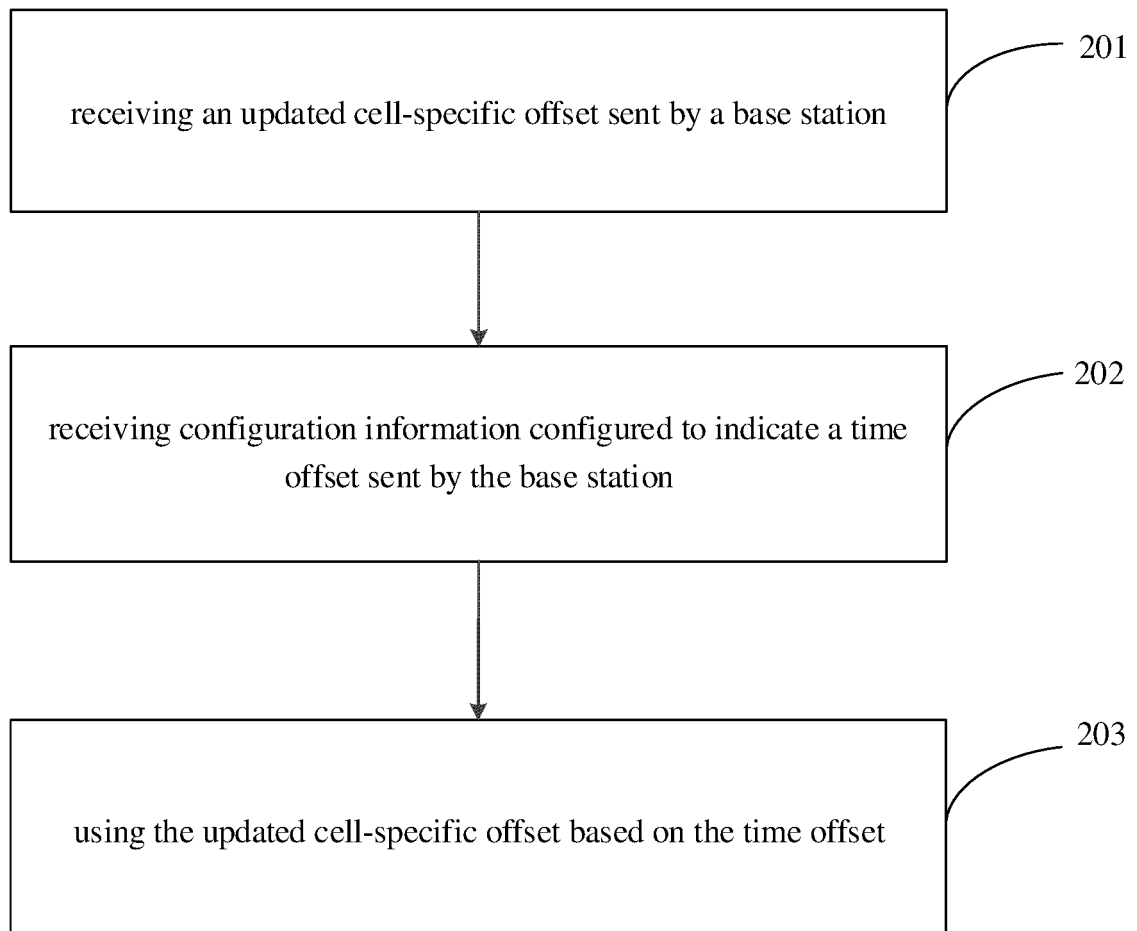 201
receiving an updated cell-specific offset sent by a base station
202
receiving configuration information configured to indicate a time
offset sent by the base station
203
using the updated cell-specific offset based on the time offset